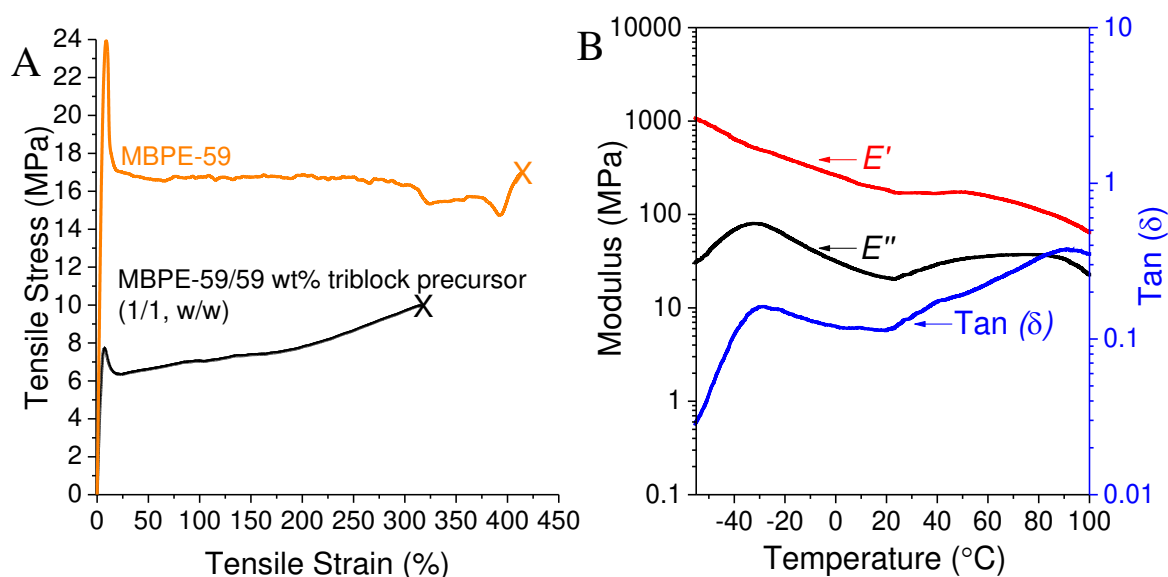 A
24
22
20
18
16
14
12
10
8
6
4
2
0
Tensile Stress (MPa)
MBPE-59
X
MBPE-59/59 wt% triblock precursor
(1/1, w/w)
X
0 50 100 150 200 250 300 350 400 450
Tensile Strain (%)
B
10000
1000
100
10
1
0.1
Modulus (MPa)
E'
E"
Tan (δ)
1
0.1
0.01
Tan (δ)
-40 -20 0 20 40 60 80 100
Temperature (°C)